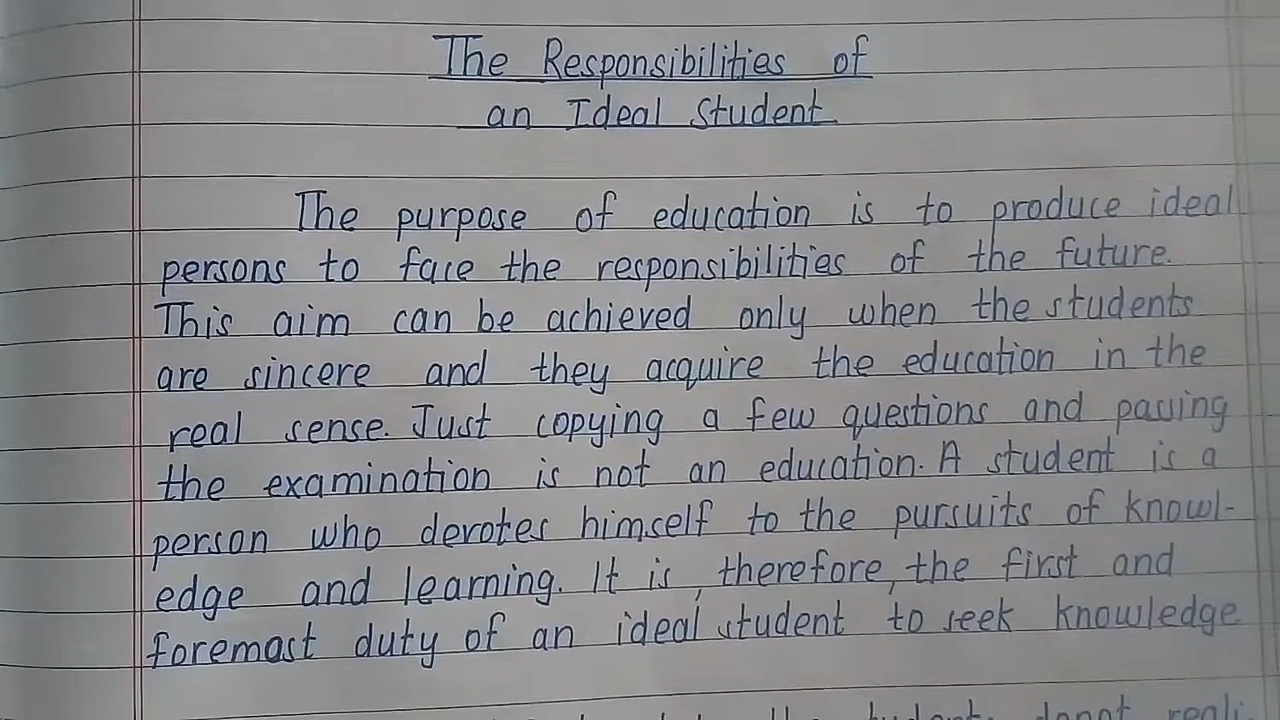 The Responsibilities of
an Ideal Student
The purpose of education is to produce ideal
persons to face the responsibilities of the future.
This aim can be achieved only when the students
are sincere and they acquire the education in the
real sense. Just copying a few questions and passing
the examination is not an education. A student is a
person who devotes himself to the pursuits of knowl-
edge and learning. It is, therefore, the first and
foremost duty of an ideal student to seek knowledge
donot reali-